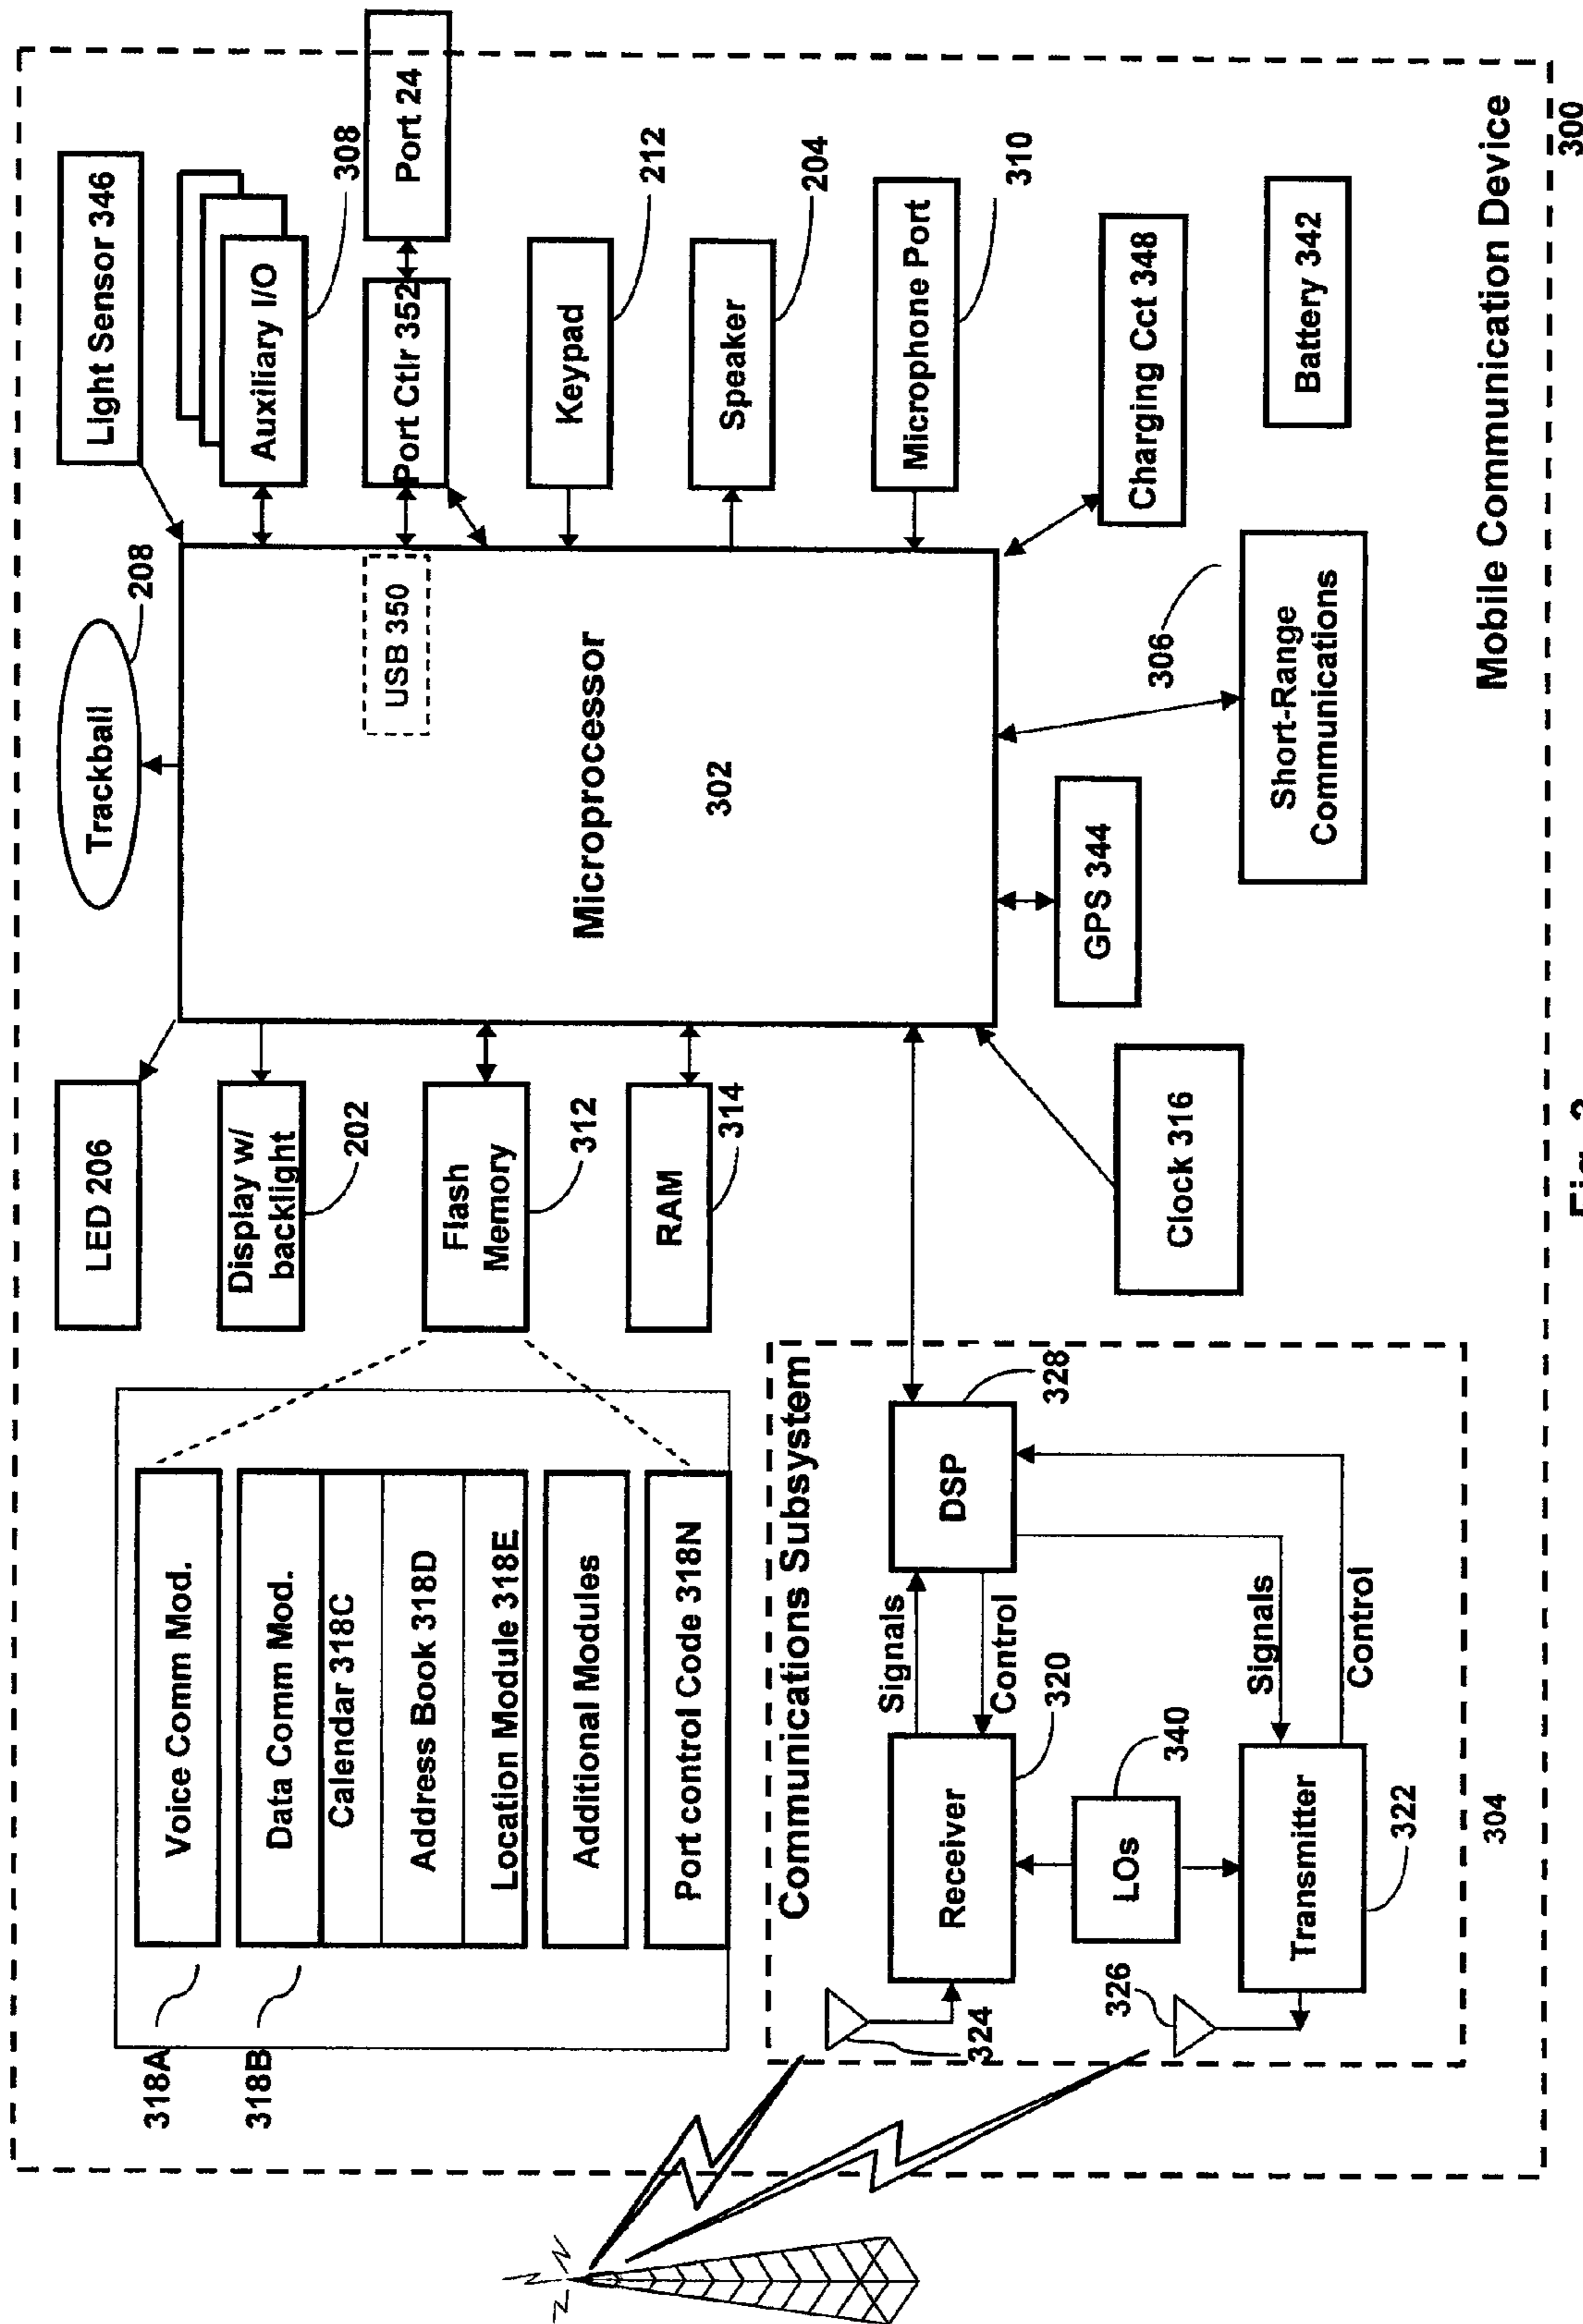 318A
318B
Voice Comm Mod.
Data Comm Mod.
Calendar 318C
Address Book 318D
Location Module 318E
Additional Modules
Port control Code 318N
LED 206
Display w/
backlight
202
Flash
Memory
312
RAM
314
Trackball
208
Microprocessor
302
USB 350
Light Sensor 346
Auxiliary I/O
308
Port Ctlr 352
Port 24
Keypad
212
Speaker
204
Microphone Port
310
Charging Cct 348
Battery 342
Short-Range
Communications
306
GPS 344
Clock 316
Communications Subsystem
324
Receiver
320
Signals
Control
DSP
328
LOs
340
326
Transmitter
322
Signals
Control
304
Mobile Communication Device
300